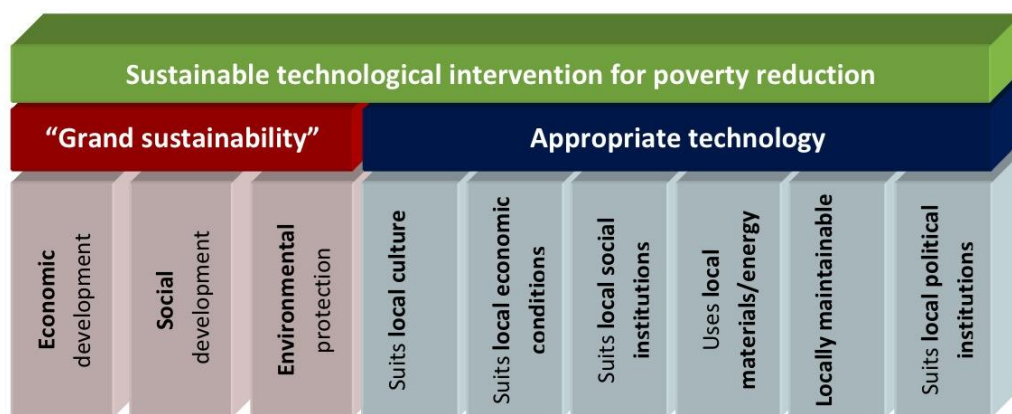 Sustainable technological intervention for poverty reduction
“Grand sustainability”
Appropriate technology
Economic
development
Social
development
Environmental
protection
Suits local culture
Suits local economic
conditions
Suits local social
institutions
Uses local
materials/energy
Locally maintainable
Suits local political
institutions